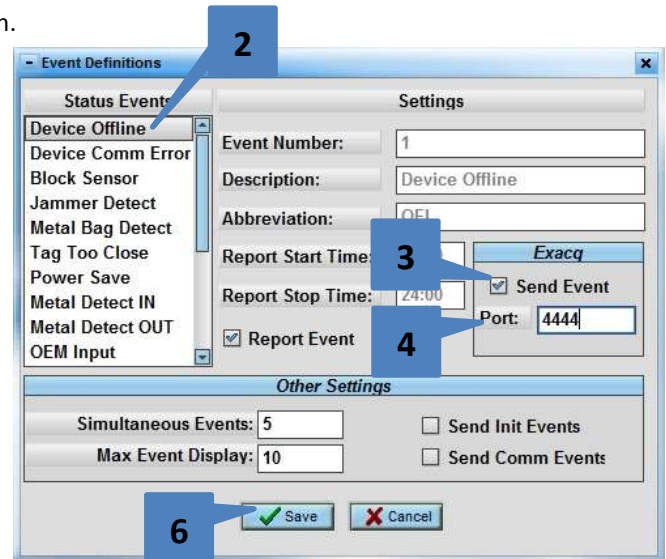 n.
2
Event Definitions
Status Events Settings
Device Offline
Device Comm Error
Block Sensor
Jammer Detect
Metal Bag Detect
Tag Too Close
Power Save
Metal Detect IN
Metal Detect OUT
OEM Input
Event Number: 1
Description: Device Offline
Abbreviation:
Report Start Time:
3
Exacq
Send Event
Report Stop Time: 24:00
Port: 4444
4
Report Event
Other Settings
Simultaneous Events: 5 Send Init Events
Max Event Display: 10 Send Comm Events
6
Save Cancel